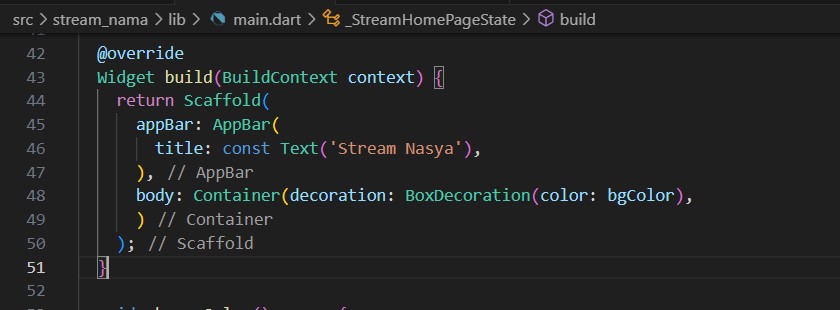 src > stream_nama > lib > main.dart > _StreamHomePageState > build
42 @override
43 Widget build(BuildContext context) {
44 return Scaffold(
45 appBar: AppBar(
46 title: const Text('Stream Nasya'),
47 ), // AppBar
48 body: Container(decoration: BoxDecoration(color: bgColor),
49 ) // Container
50 ); // Scaffold
51 }
52